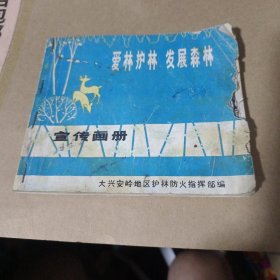 爱林护林 发展森林
宣传画册
大兴安岭地区护林防火指挥部编